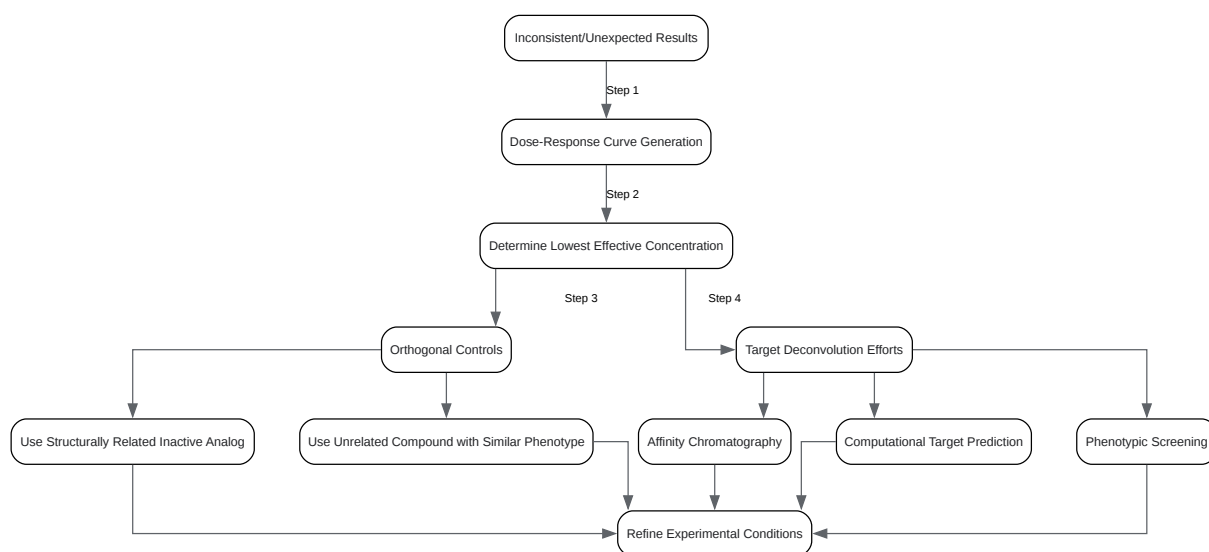 Inconsistent/Unexpected Results
Step 1
Dose-Response Curve Generation
Step 2
Determine Lowest Effective Concentration
Step 3
Step 4
Orthogonal Controls
Target Deconvolution Efforts
Use Structurally Related Inactive Analog
Use Unrelated Compound with Similar Phenotype
Affinity Chromatography
Computational Target Prediction
Phenotypic Screening
Refine Experimental Conditions